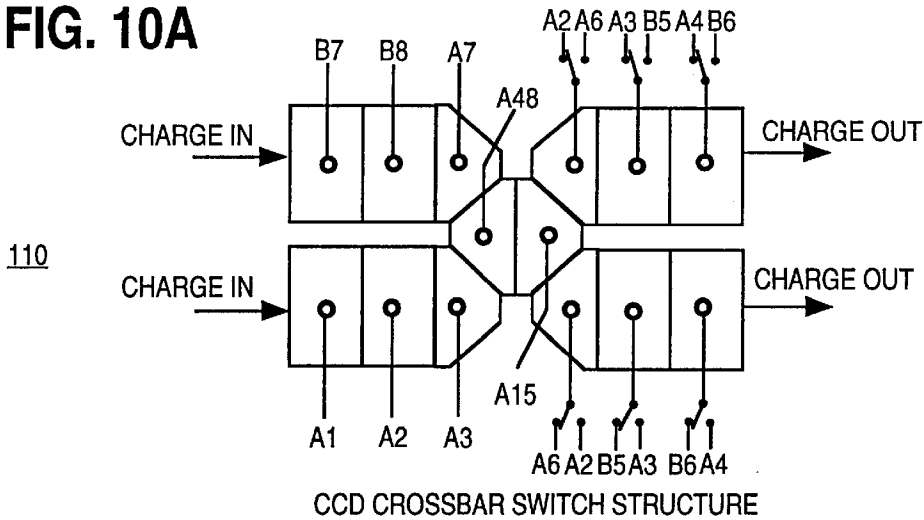 FIG. 10A
A2 A6 A3 B5 A4 B6
B7 B8 A7
A48
CHARGE IN
CHARGE OUT
110
CHARGE IN
CHARGE OUT
A15
A1 A2 A3
A6 A2 B5 A3 B6 A4
CCD CROSSBAR SWITCH STRUCTURE